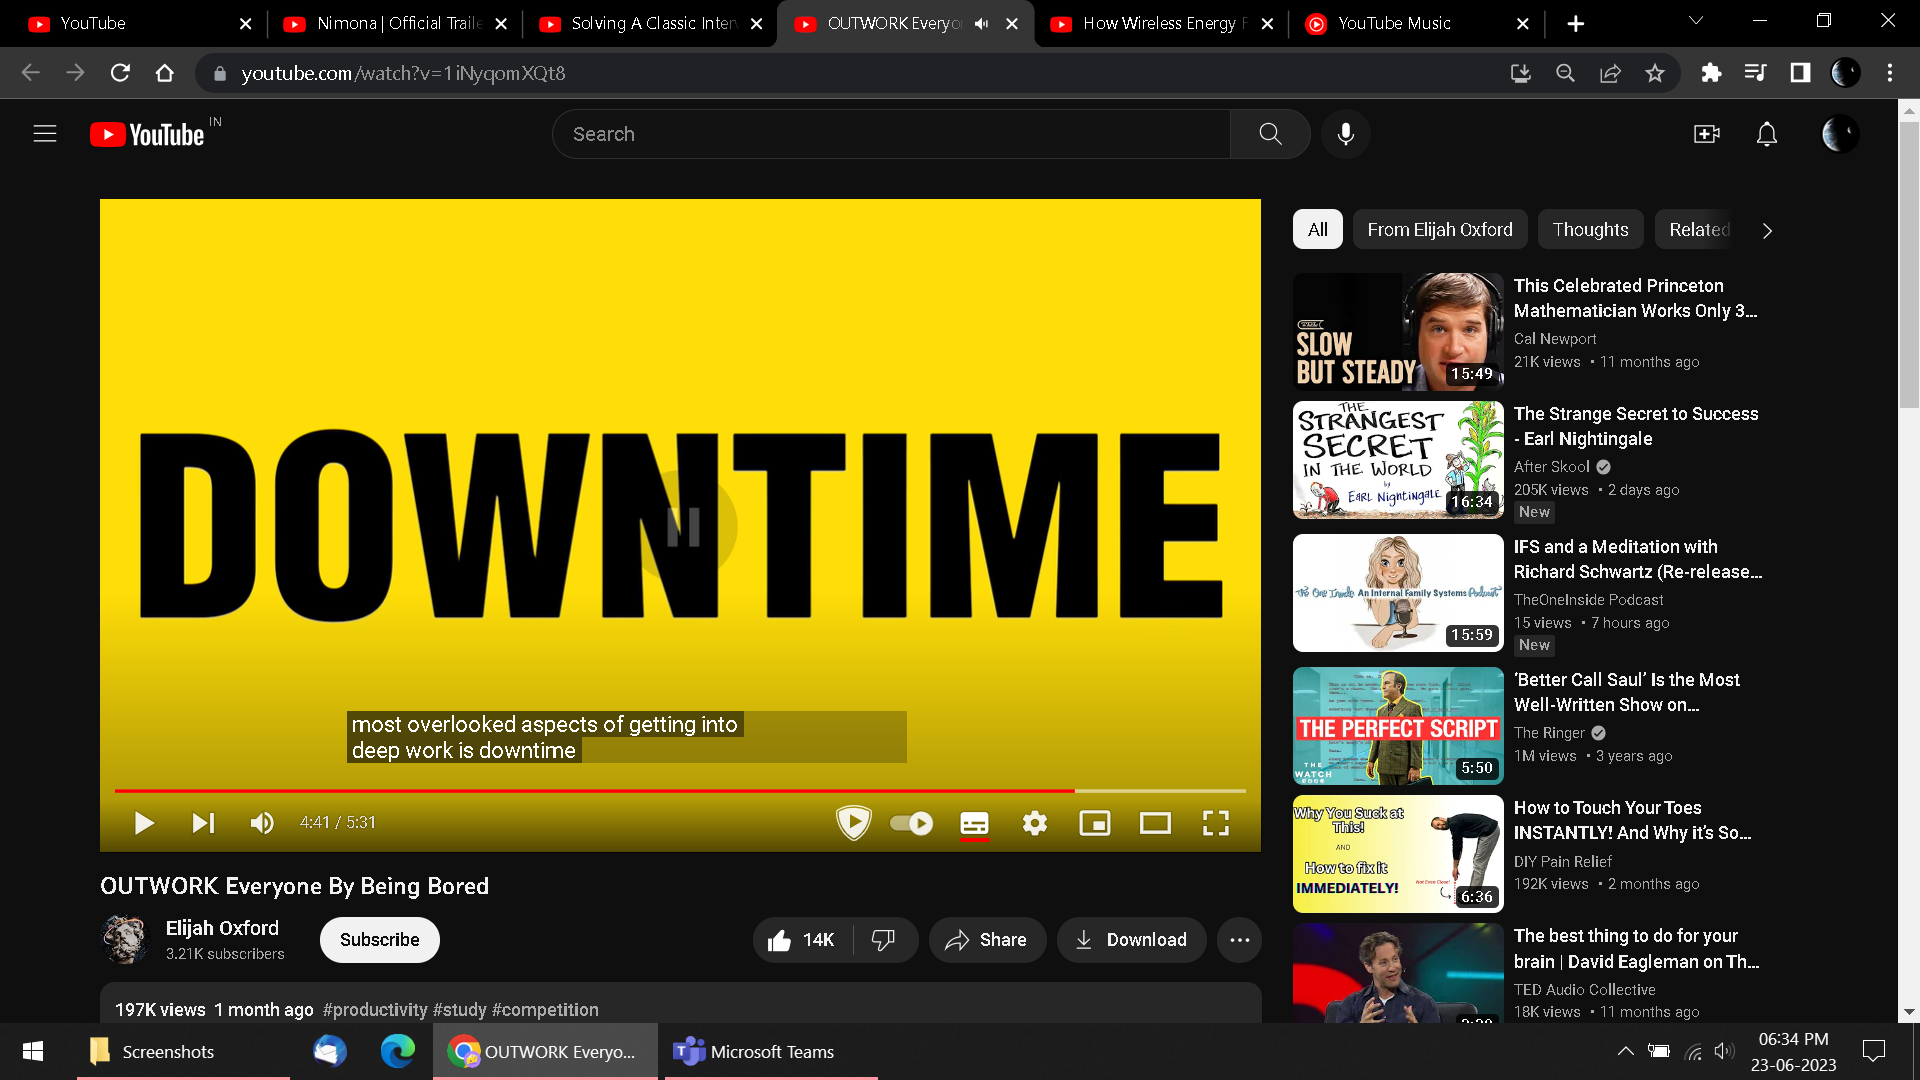 YouTube
Nimona | Official Traile
Solving A Classic Inter
OUTWORK Everyo
How Wireless Energy F
YouTube Music
youtube.com/watch?v=1iNyqomXQt8
YouTube IN
Search
DOWNTIME
most overlooked aspects of getting into
deep work is downtime
4:41 / 5:31
OUTWORK Everyone By Being Bored
Elijah Oxford
3.21K subscribers
Subscribe
14K
Share
Download
197K views 1 month ago #productivity #study #competition
All
From Elijah Oxford
Thoughts
Related
SLOW
BUT STEADY
15:49
This Celebrated Princeton
Mathematician Works Only 3...
Cal Newport
21K views • 11 months ago
THE
STRANGEST
SECRET
IN THE WORLD
by
EARL NIGHTINGALE
16:34
The Strange Secret to Success
- Earl Nightingale
After Skool
205K views • 2 days ago
New
The One Inside An Internal Family Systems Podcast
15:59
IFS and a Meditation with
Richard Schwartz (Re-release...
TheOneInside Podcast
15 views • 7 hours ago
New
THE PERFECT SCRIPT
THE
WATCH
5:50
‘Better Call Saul’ Is the Most
Well-Written Show on...
The Ringer
1M views • 3 years ago
Why You Suck at
This!
AND
How to fix it
IMMEDIATELY!
Not Even Close!
6:36
How to Touch Your Toes
INSTANTLY! And Why it’s So...
DIY Pain Relief
192K views • 2 months ago
The best thing to do for your
brain | David Eagleman on Th...
TED Audio Collective
18K views • 11 months ago
Screenshots
OUTWORK Everyo...
Microsoft Teams
06:34 PM
23-06-2023